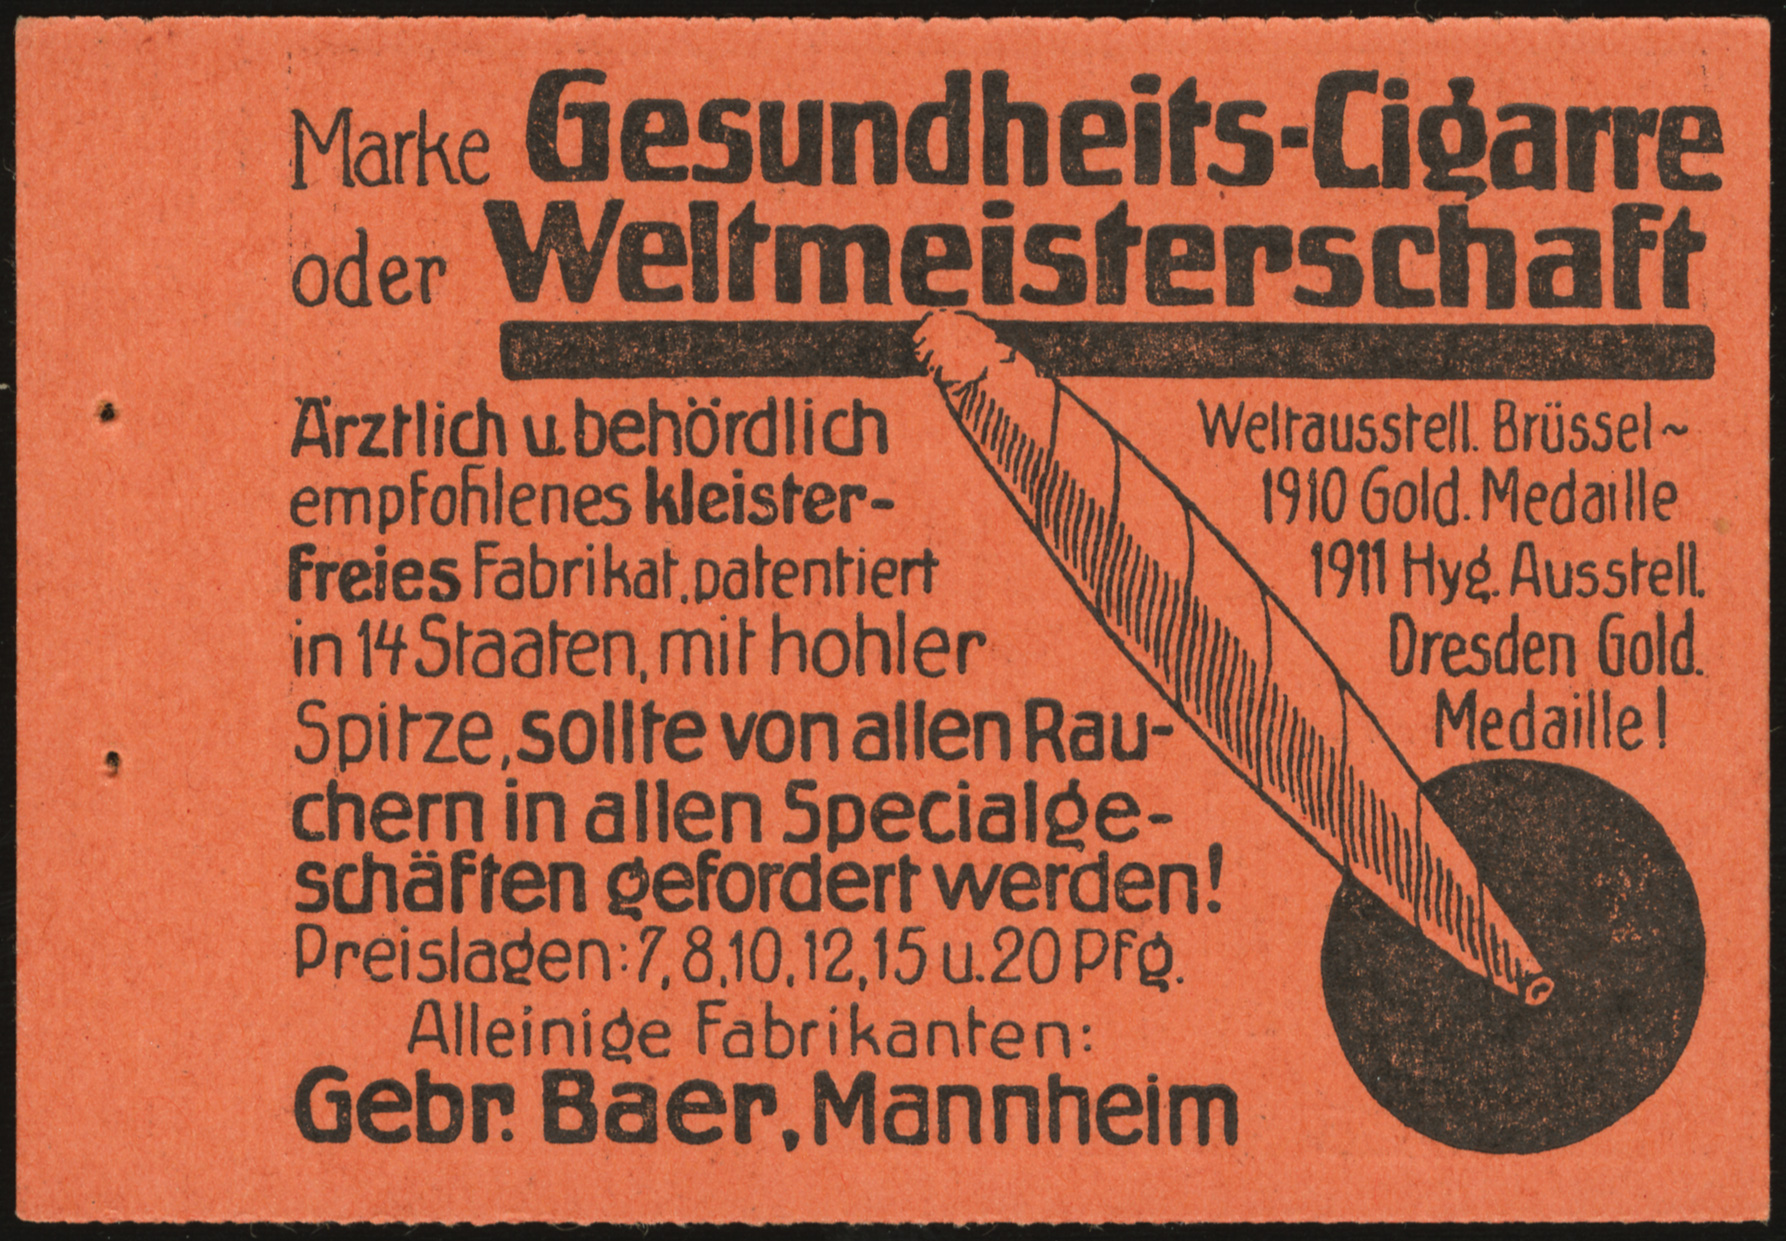 Marke Gesundheits-Cigarre
oder Weltmeisterschaft
Ärztlich u. behördlich
empfohlenes kleister-
freies Fabrikat, patentiert
in 14 Staaten, mit hohler
Spitze, sollte von allen Rau-
chern in allen Specialge-
schäften gefordert werden!
Preislagen: 7, 8, 10, 12, 15 u. 20 Pfg.
Alleinige Fabrikanten:
Gebr. Baer, Mannheim
Weltausstell. Brüssel~
1910 Gold. Medaille
1911 Hyg. Ausstell.
Dresden Gold.
Medaille!